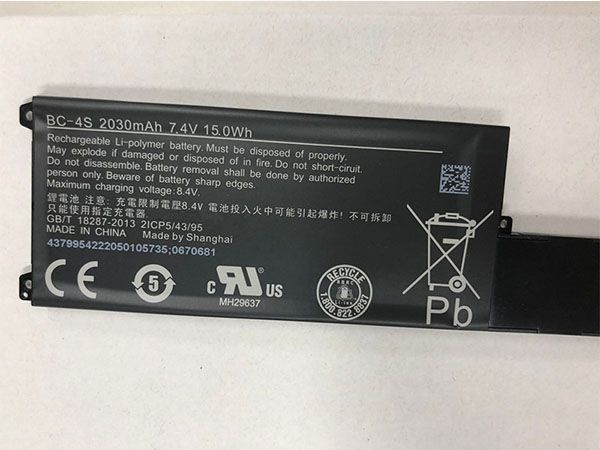 BC-4S 2030mAh 7.4V 15.0Wh
Rechargeable Li-polymer battery. Must be disposed of properly.
May explode if damaged or disposed of in fire. Do not short-circuit.
Do not disassemble. Battery removal should be done by authorized
person only. Beware of battery sharp edges.
Maximum charging voltage:8.4V.
鋰電池 注意: 充電限制電壓8.4V 電池投入火中可能引起爆炸! 不可拆卸
只能使用指定充電器.
GB/T 18287-2013 2ICP5/43/95
MADE IN CHINA Made by Shanghai
4379954222050105735;0670681
CE
5
c RU US
MH29637
RECYCLE
LI-ION
1.800.822.8837
Pb